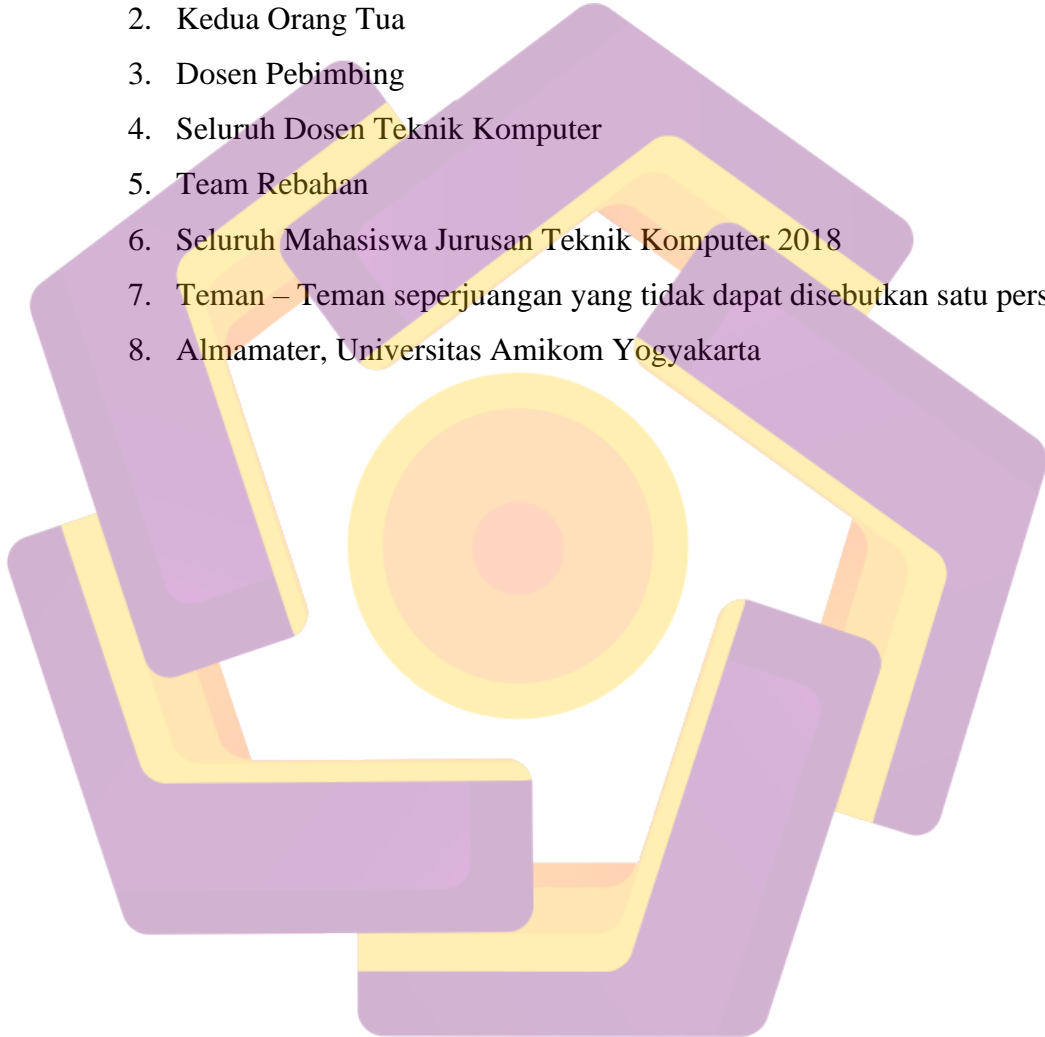 2. Kedua Orang Tua
3. Dosen Pebimbing
4. Seluruh Dosen Teknik Komputer
5. Team Rebahan
6. Seluruh Mahasiswa Jurusan Teknik Komputer 2018
7. Teman – Teman seperjuangan yang tidak dapat disebutkan satu
8. Almamater, Universitas Amikom Yogyakarta